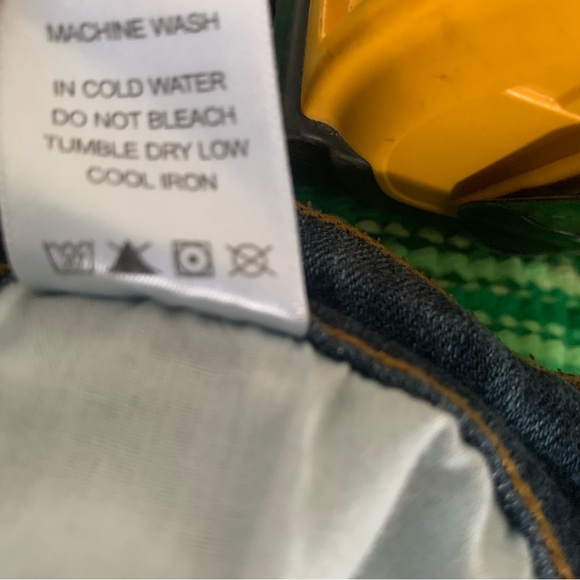 MACHINE WASH
IN COLD WATER
DO NOT BLEACH
TUMBLE DRY LOW
COOL IRON